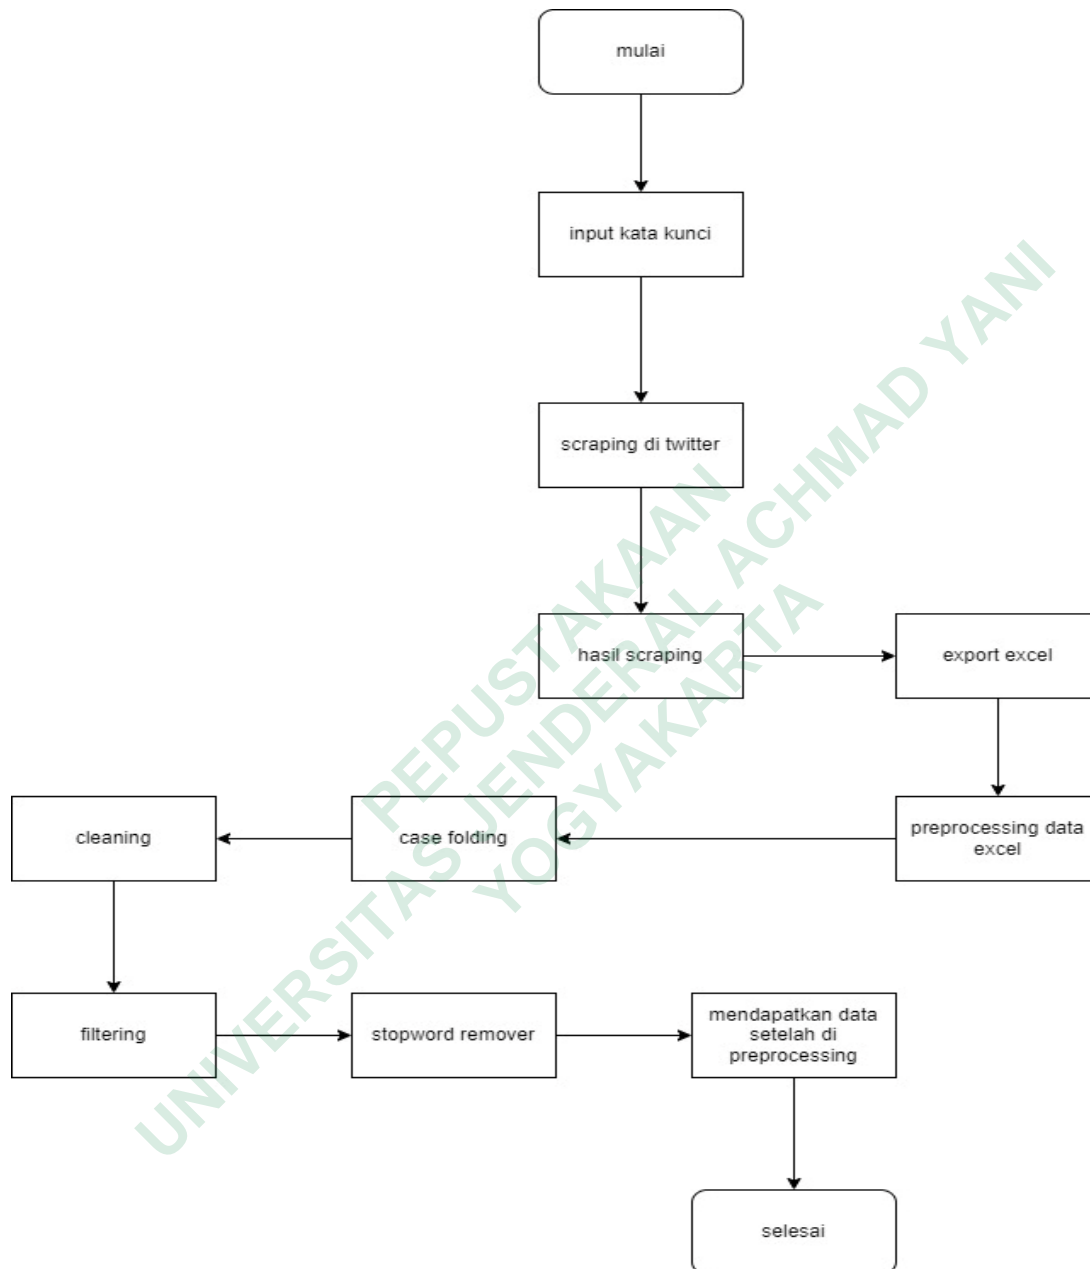 mulai
input kata kunci
scraping di twitter
hasil scraping
export excel
preprocessing data
excel
case folding
cleaning
filtering
stopword remover
mendapatkan data
setelah di
preprocessing
selesai
PEPUSTAKAAN
UNIVERSITAS JENDERAL ACHMAD YANI
YOGYAKARTA